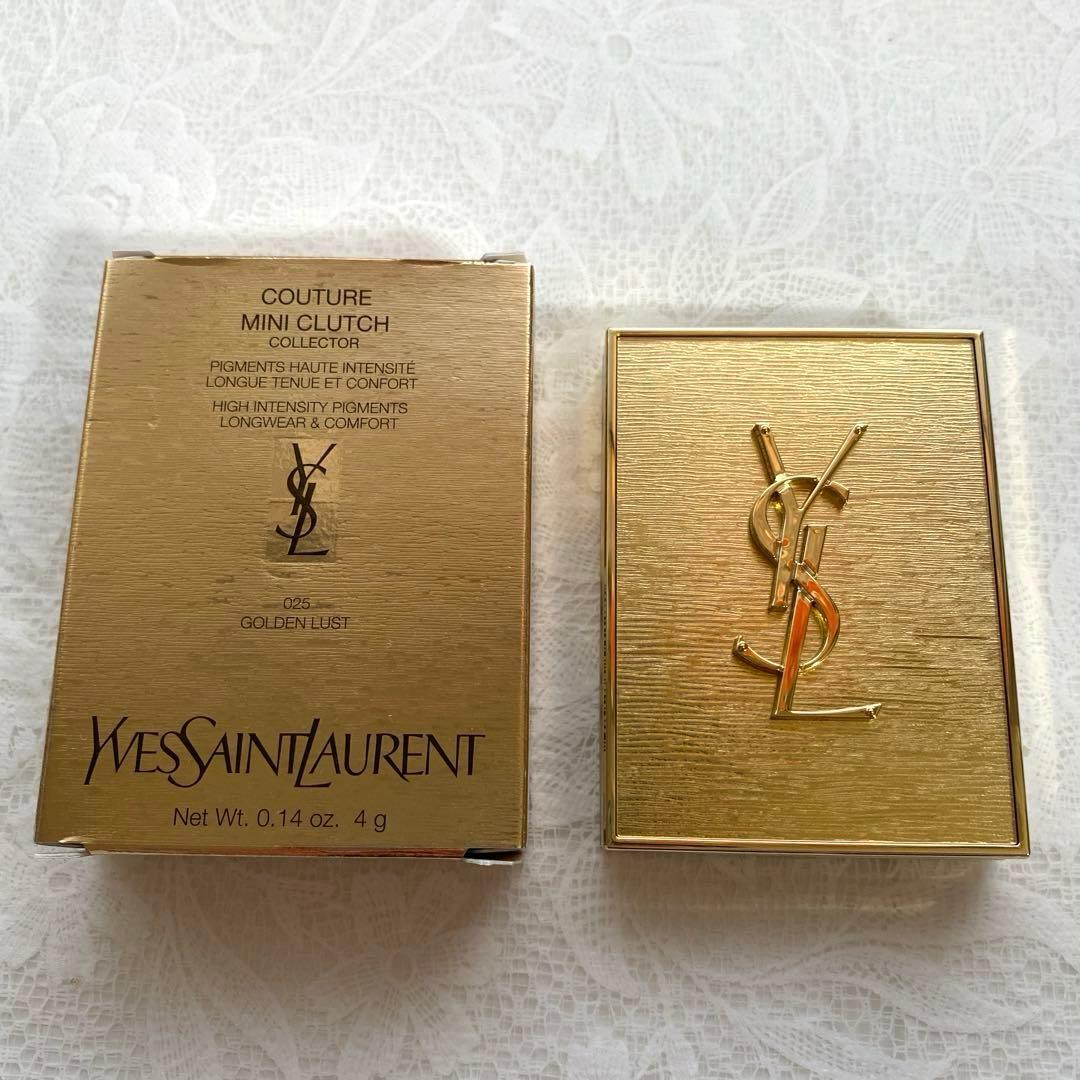 COUTURE
MINI CLUTCH
COLLECTOR
PIGMENTS HAUTE INTENSITÉ
LONGUE TENUE ET CONFORT
HIGH INTENSITY PIGMENTS
LONGWEAR & COMFORT
YSL
025
GOLDEN LUST
YVESSAINTLAURENT
Net Wt. 0.14 oz. 4 g
YSL